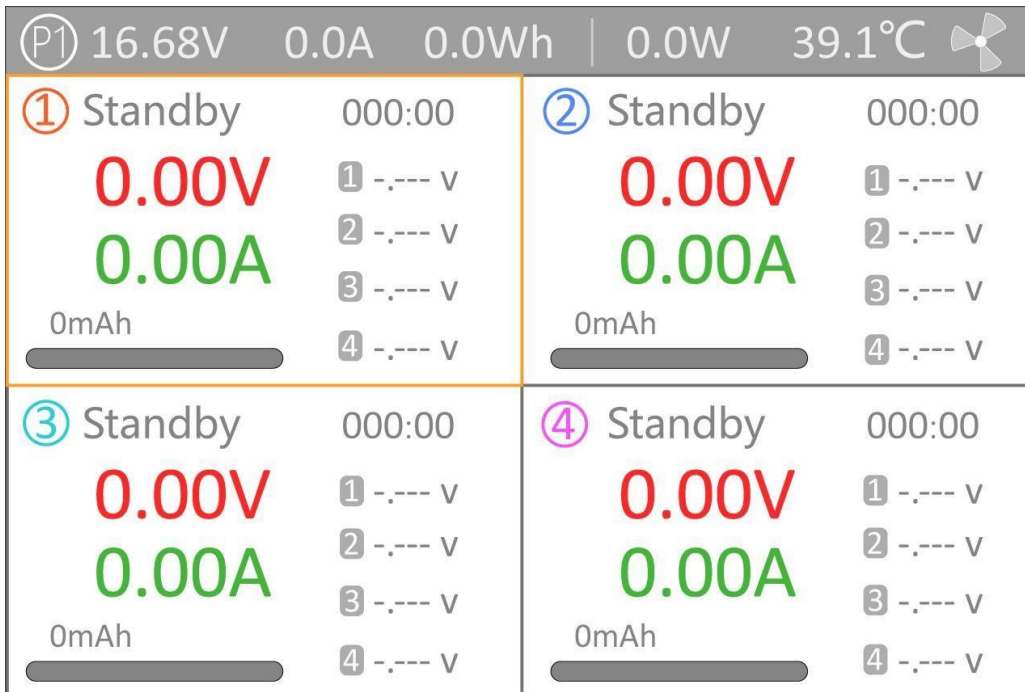 P1 16.68V 0.0A 0.0Wh 0.0W 39.1℃
1 Standby 000:00
0.00V
0.00A
0mAh
1 -.--- v
2 -.--- v
3 -.--- v
4 -.--- v
2 Standby 000:00
0.00V
0.00A
0mAh
1 -.--- v
2 -.--- v
3 -.--- v
4 -.--- v
3 Standby 000:00
0.00V
0.00A
0mAh
1 -.--- v
2 -.--- v
3 -.--- v
4 -.--- v
4 Standby 000:00
0.00V
0.00A
0mAh
1 -.--- v
2 -.--- v
3 -.--- v
4 -.--- v